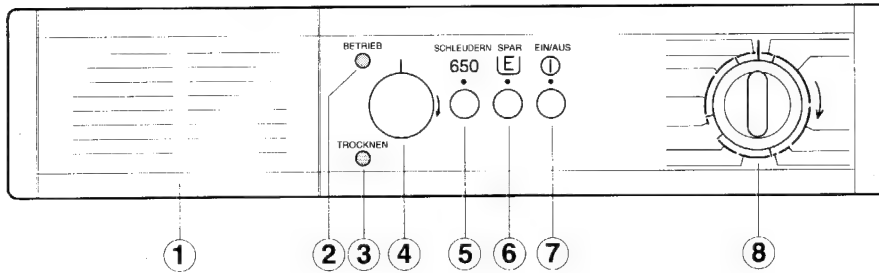 BETRIEB
SCHLEUDERN SPAR EIN/AUS
650 E
TROCKNEN
1 2 3 4 5 6 7 8